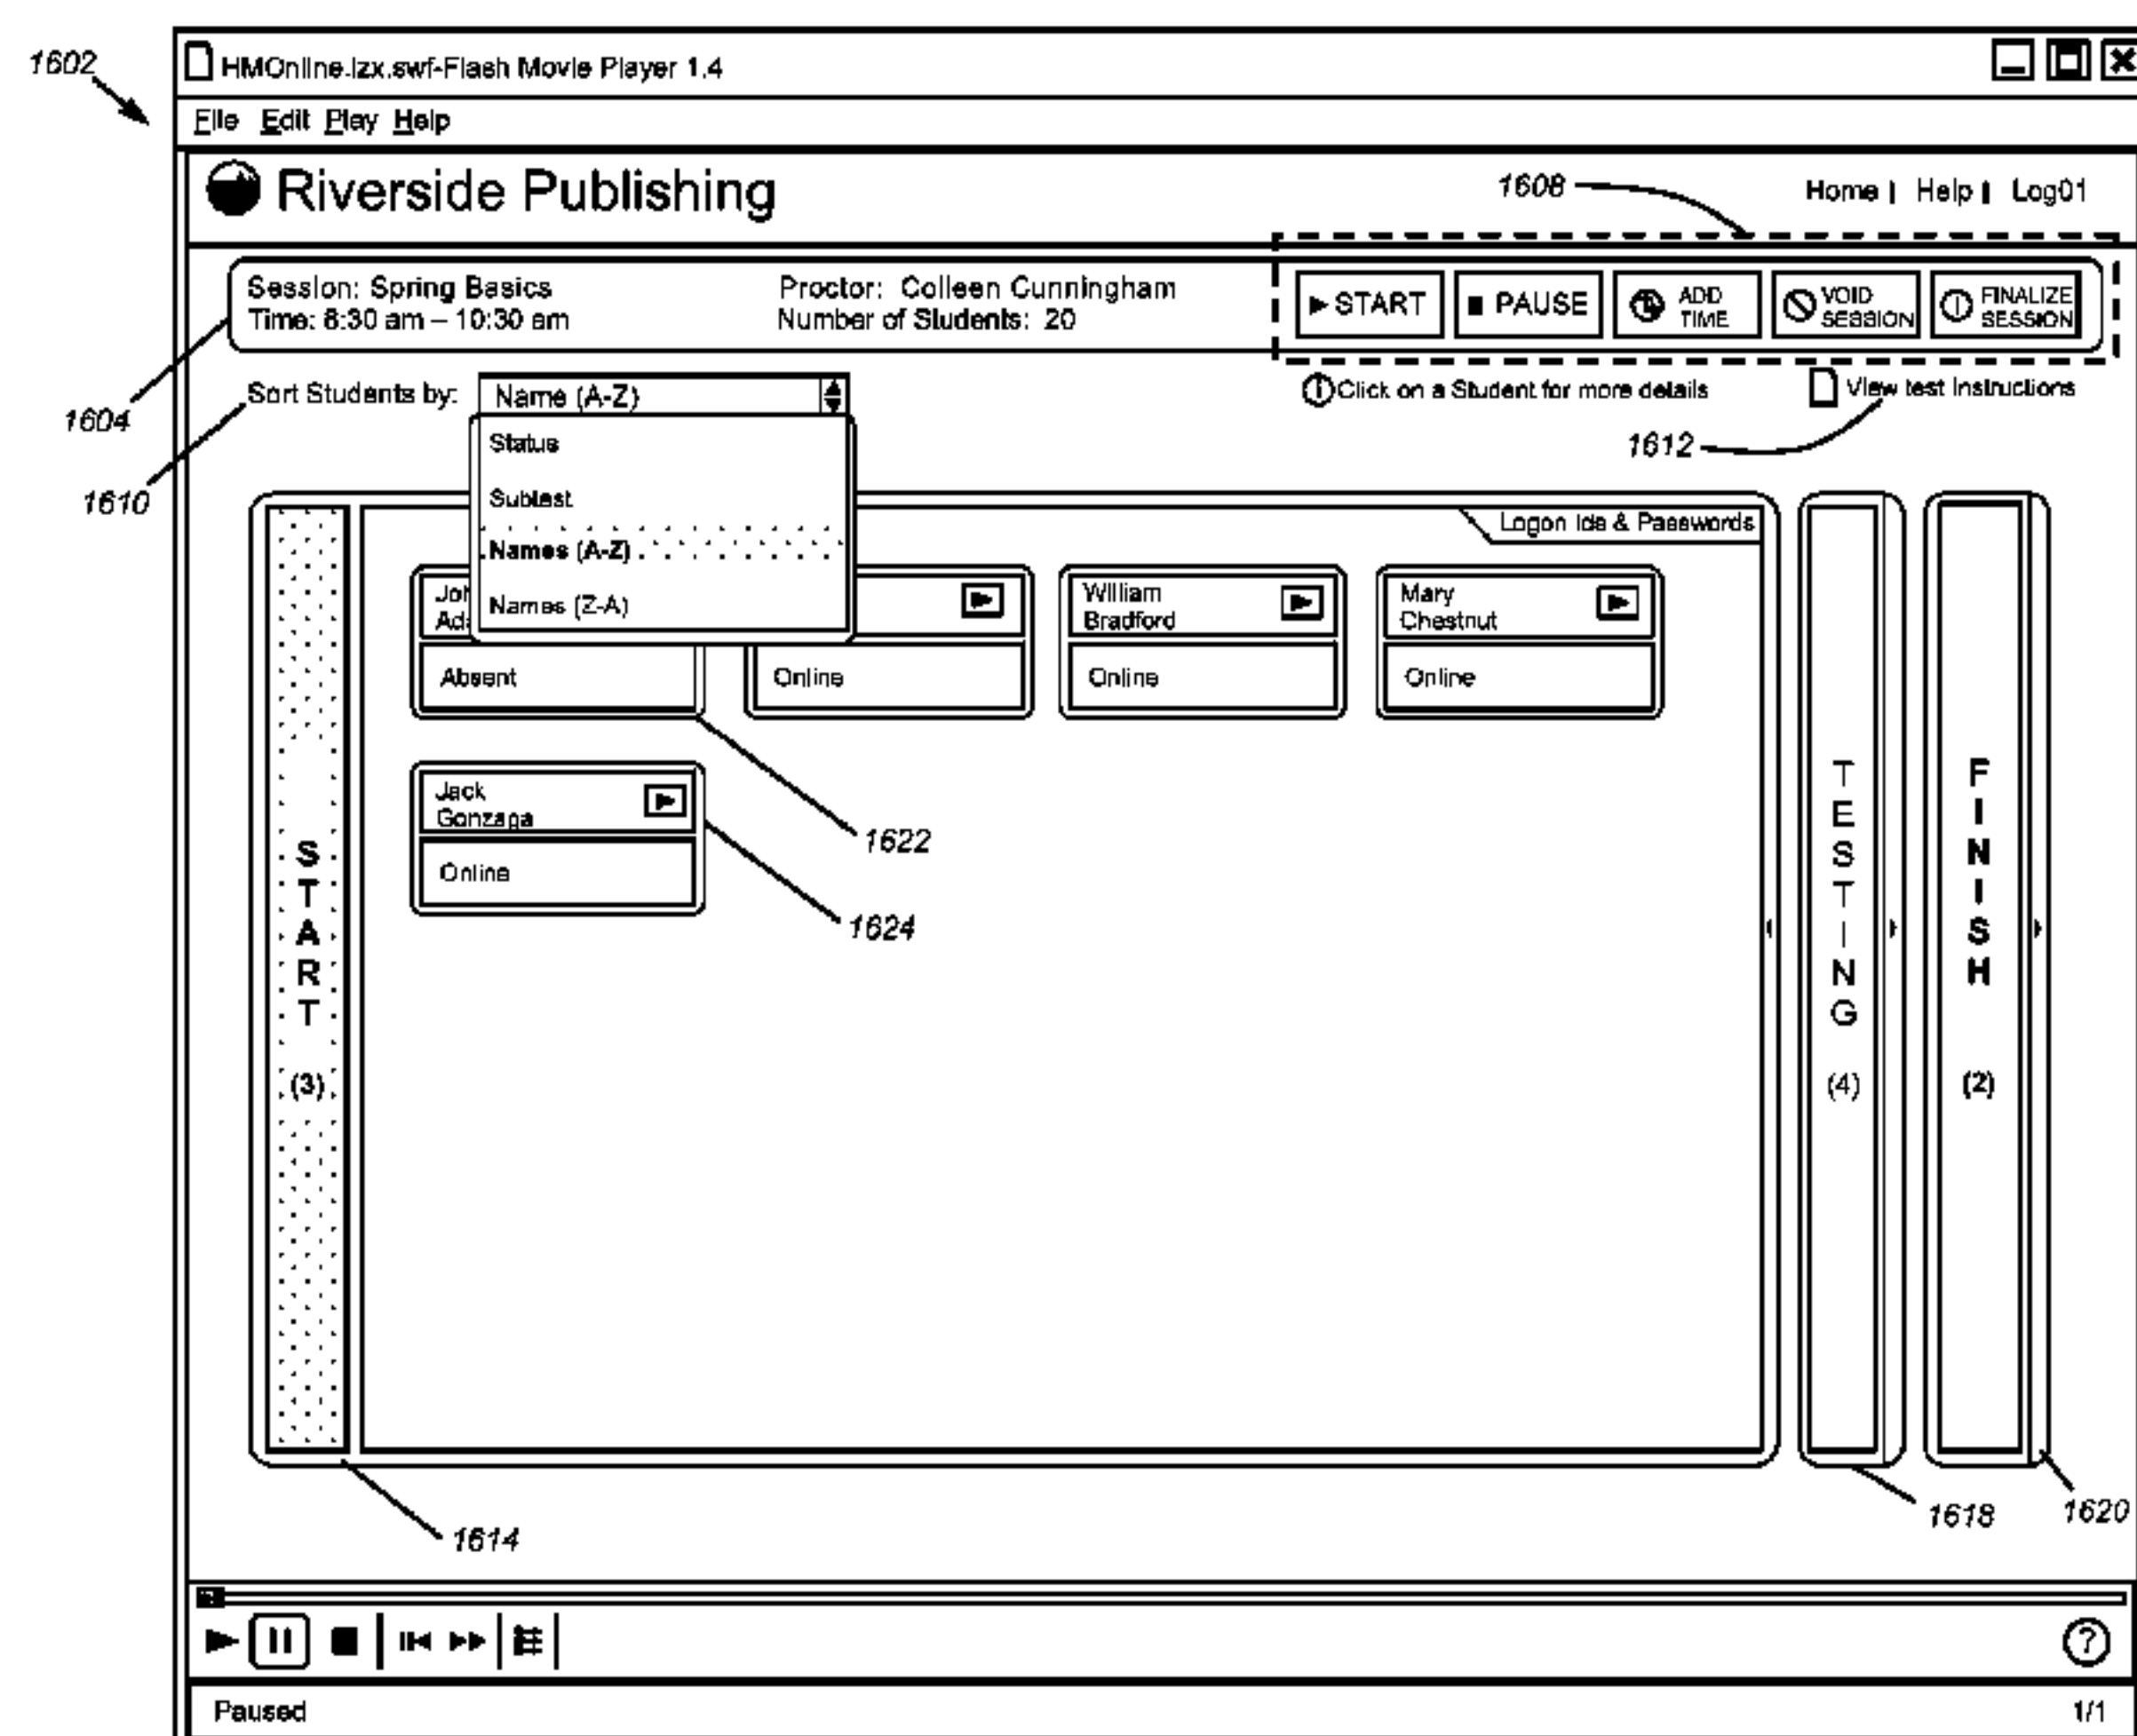 1602
HMOnline.lzx.swf-Flash Movie Player 1.4
File Edit Play Help
Riverside Publishing
1608
Home | Help | Log01
Session: Spring Basics
Time: 8:30 am – 10:30 am
Proctor: Colleen Cunningham
Number of Students: 20
START
PAUSE
ADD
TIME
VOID
SESSION
FINALIZE
SESSION
1604
1610
Sort Students by:
Name (A-Z)
Click on a Student for more details
View test Instructions
1612
Status
Subtest
Names (A-Z)
Names (Z-A)
Logon Ids & Passwords
Absent
Online
William
Bradford
Online
Mary
Chestnut
Online
Jack
Gonzaga
Online
1622
1624
START
(3)
TESTING
(4)
FINISH
(2)
1614
1618
1620
?
Paused
1/1